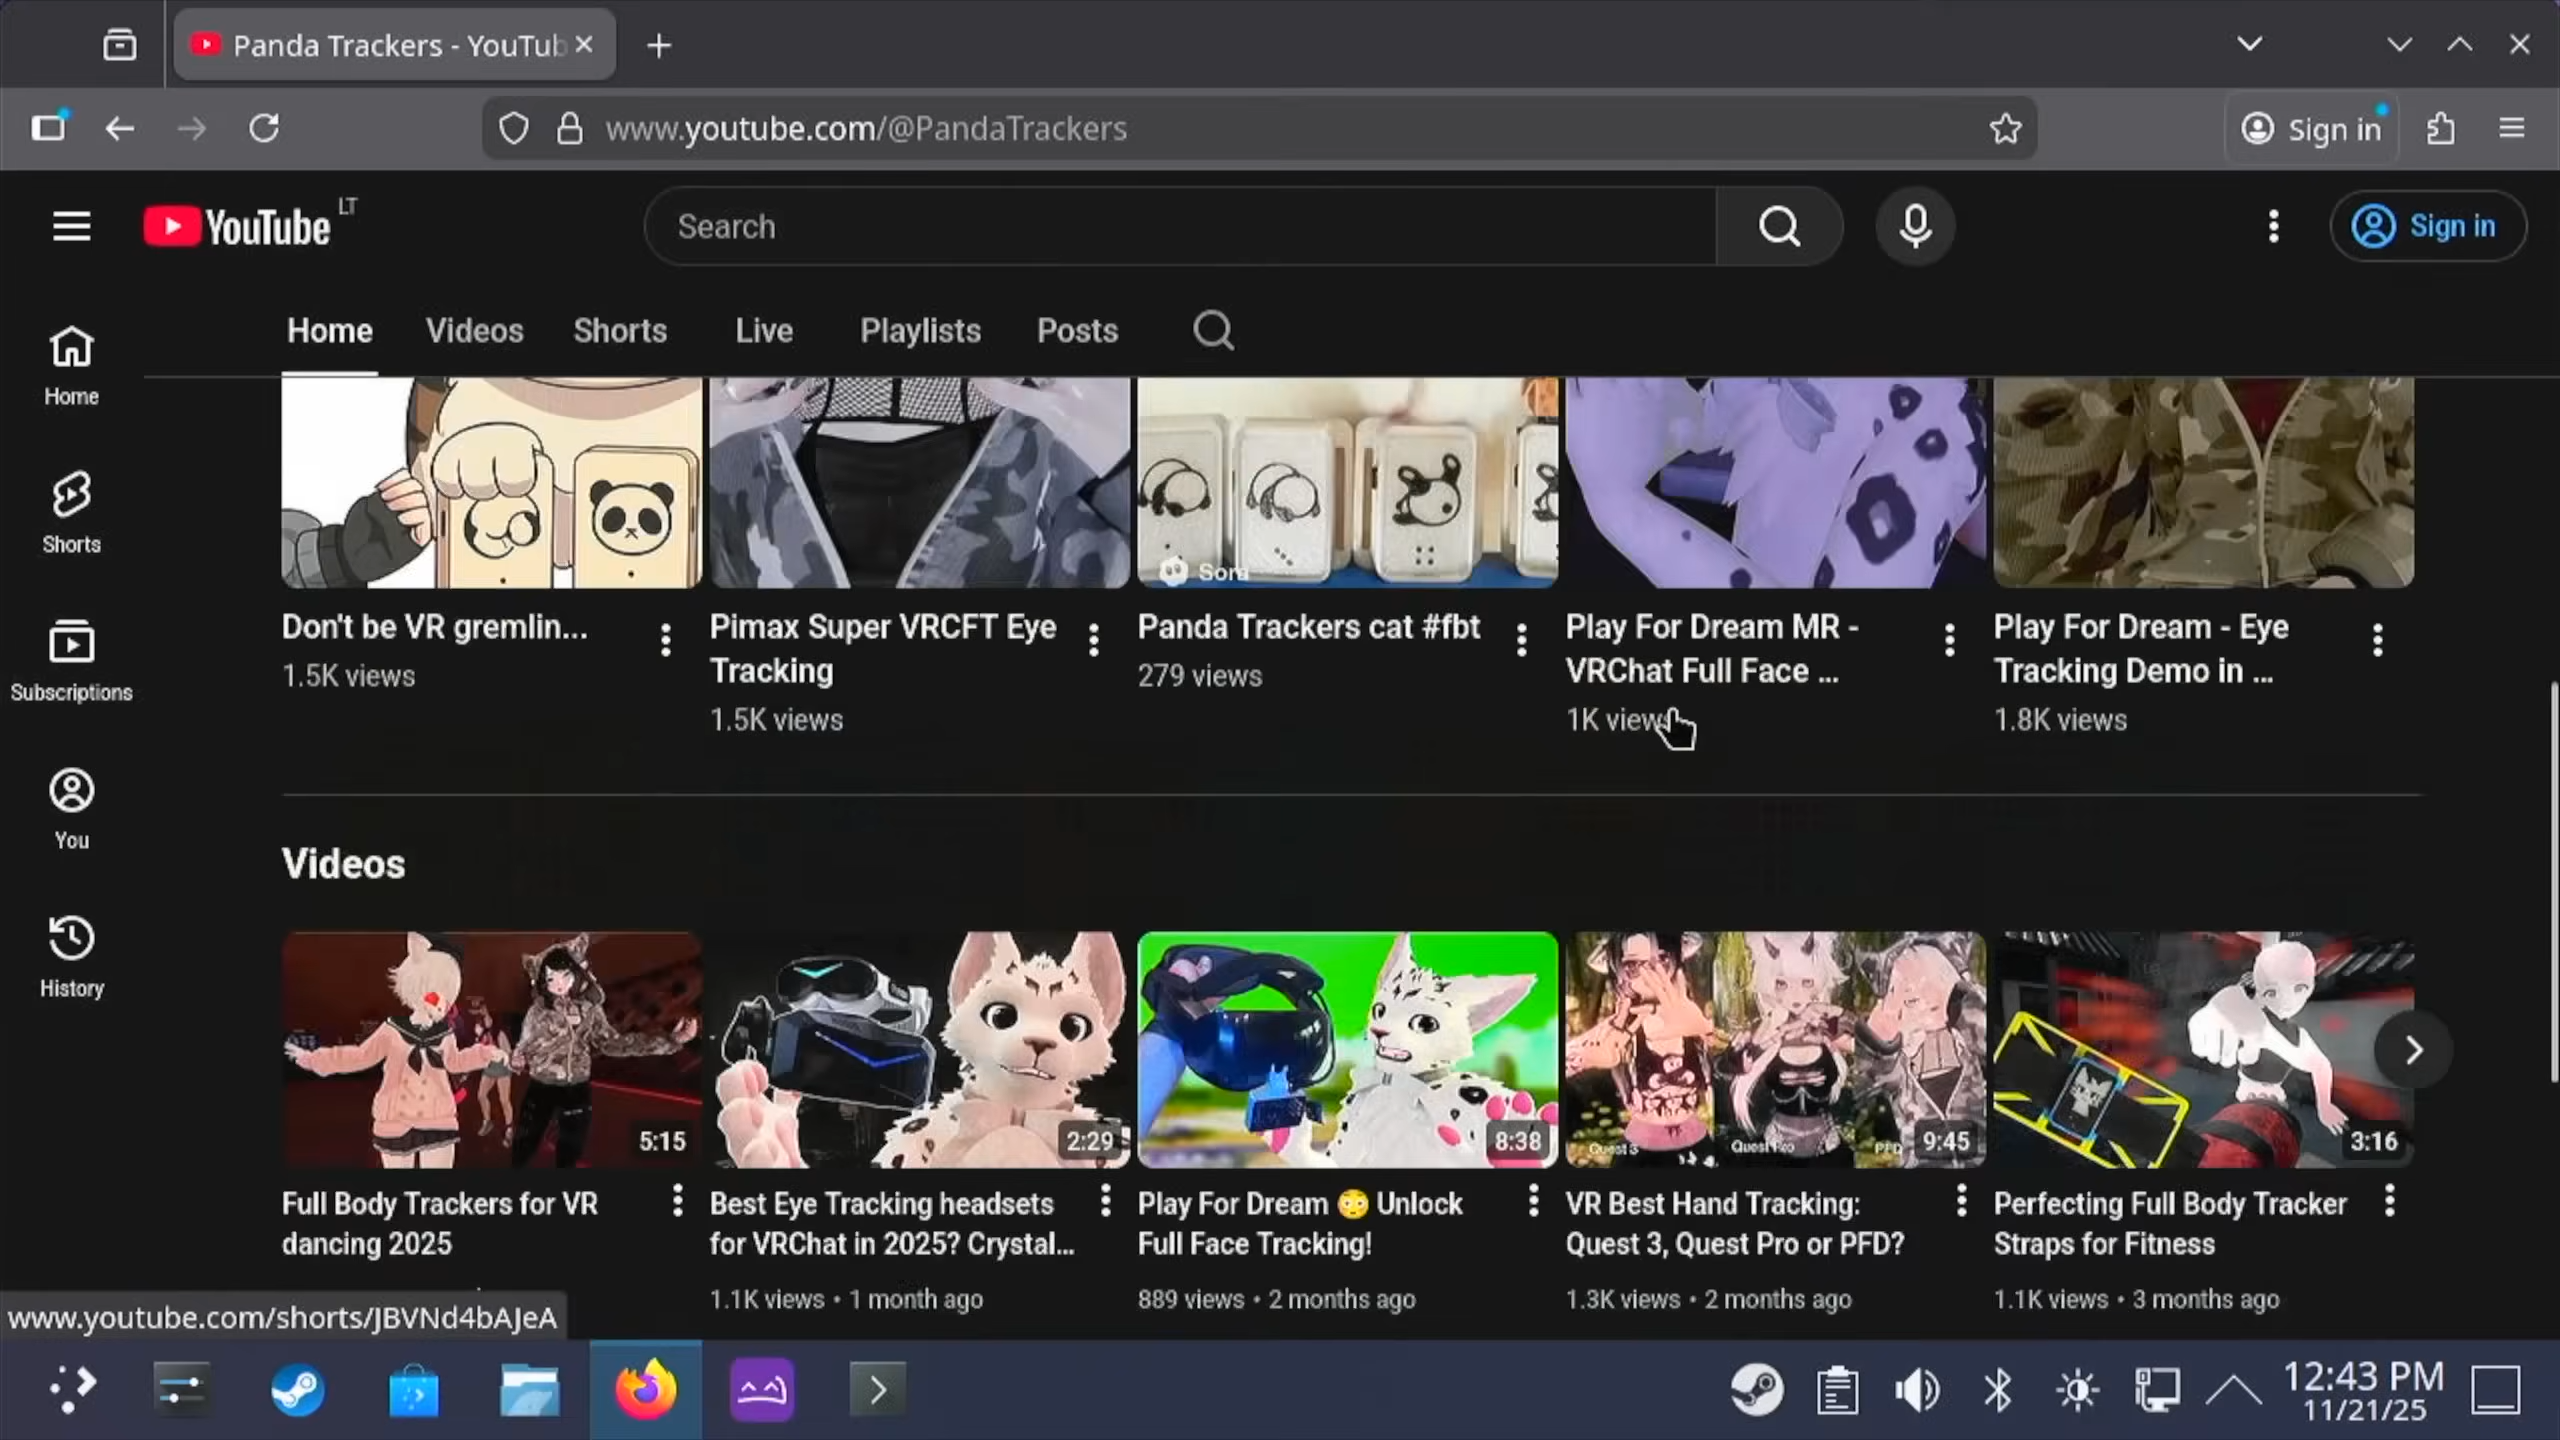 Panda Trackers - YouTub
www.youtube.com/@PandaTrackers
Sign in
YouTube LT
Search
Sign in
Home
Videos
Shorts
Live
Playlists
Posts
Home
Shorts
Subscriptions
You
History
Sora
Don't be VR gremlin...
1.5K views
Pimax Super VRCFT Eye
Tracking
1.5K views
Panda Trackers cat #fbt
279 views
Play For Dream MR -
VRChat Full Face ...
1K views
Play For Dream - Eye
Tracking Demo in ...
1.8K views
Videos
5:15
Full Body Trackers for VR
dancing 2025
2:29
Best Eye Tracking headsets
for VRChat in 2025? Crystal...
1.1K views • 1 month ago
8:38
Play For Dream 😳 Unlock
Full Face Tracking!
889 views • 2 months ago
Quest 3
Quest Pro
PFD
9:45
VR Best Hand Tracking:
Quest 3, Quest Pro or PFD?
1.3K views • 2 months ago
3:16
Perfecting Full Body Tracker
Straps for Fitness
1.1K views • 3 months ago
www.youtube.com/shorts/JBVNd4bAJeA
12:43 PM
11/21/25